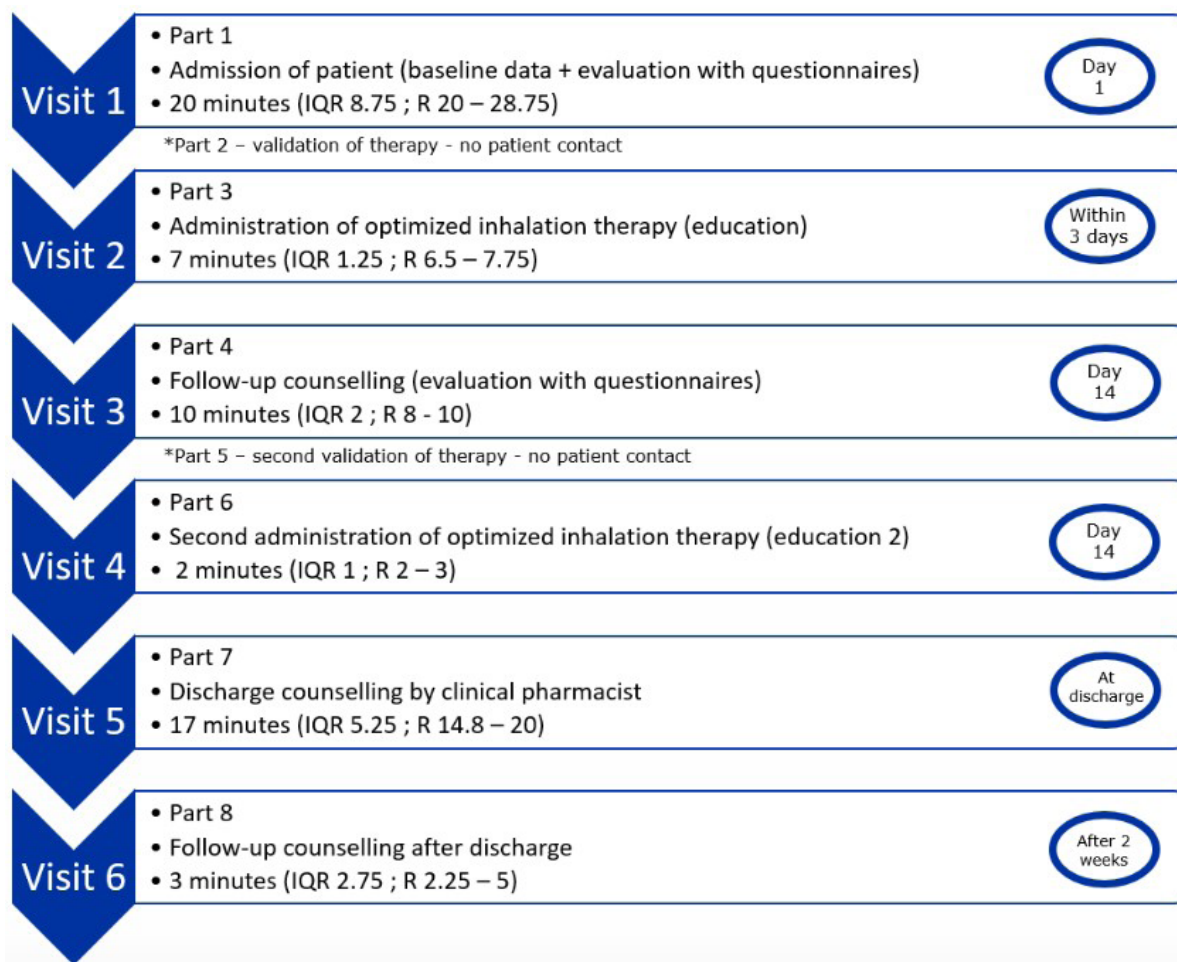 Visit 1
• Part 1
• Admission of patient (baseline data + evaluation with questionnaires)
• 20 minutes (IQR 8.75 ; R 20 – 28.75)
Day
1
*Part 2 – validation of therapy - no patient contact
Visit 2
• Part 3
• Administration of optimized inhalation therapy (education)
• 7 minutes (IQR 1.25 ; R 6.5 – 7.75)
Within
3 days
Visit 3
• Part 4
• Follow-up counselling (evaluation with questionnaires)
• 10 minutes (IQR 2 ; R 8 - 10)
Day
14
*Part 5 – second validation of therapy - no patient contact
Visit 4
• Part 6
• Second administration of optimized inhalation therapy (education 2)
• 2 minutes (IQR 1 ; R 2 – 3)
Day
14
Visit 5
• Part 7
• Discharge counselling by clinical pharmacist
• 17 minutes (IQR 5.25 ; R 14.8 – 20)
At
discharge
Visit 6
• Part 8
• Follow-up counselling after discharge
• 3 minutes (IQR 2.75 ; R 2.25 – 5)
After 2
weeks